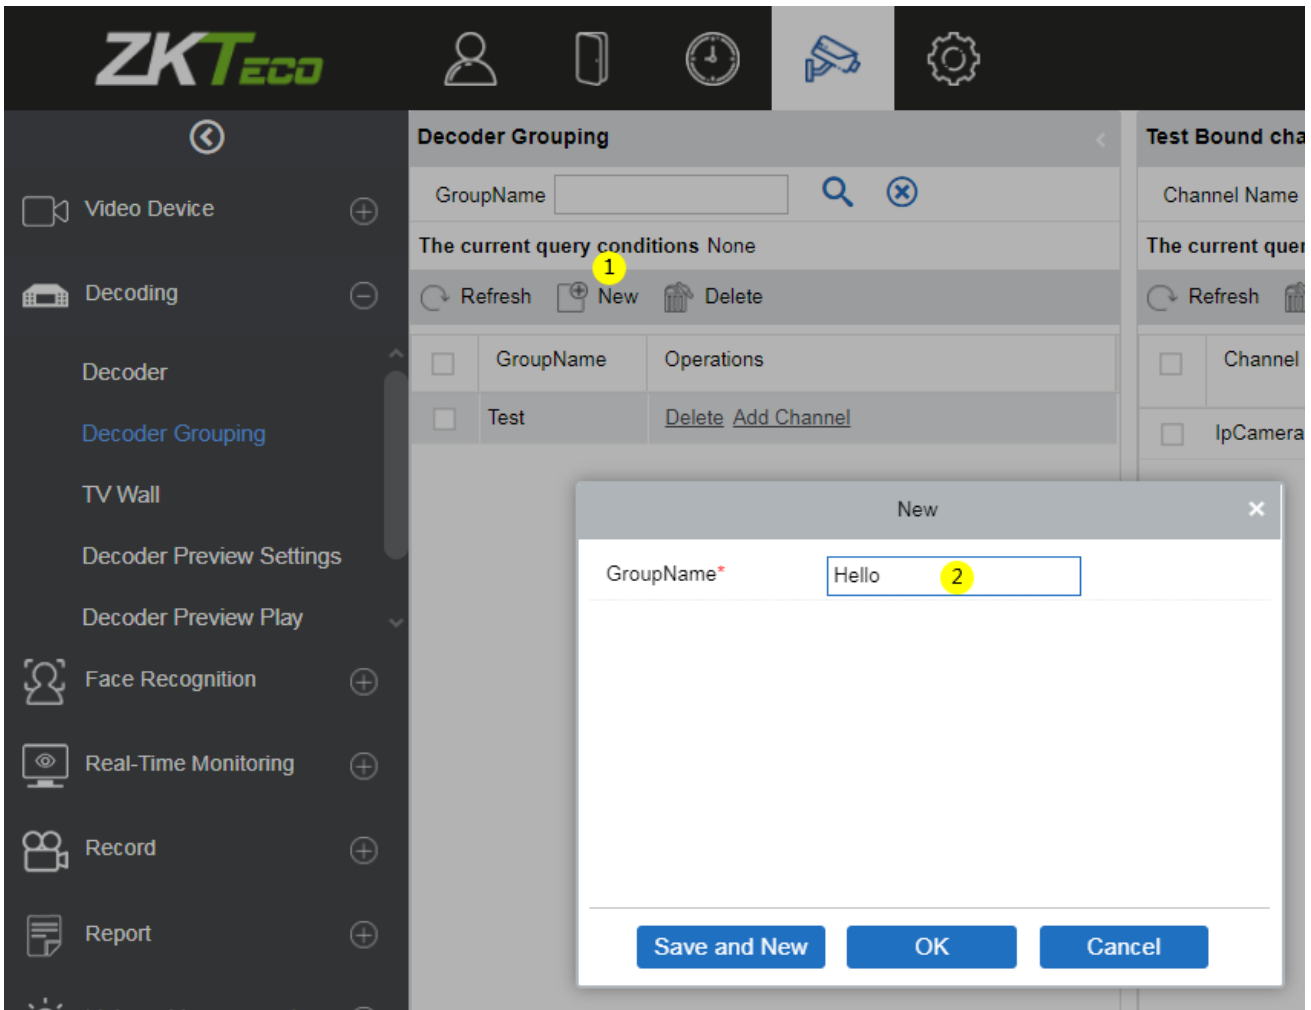 ZKTECO
Decoder Grouping
Test Bound cha
Video Device
GroupName
Channel Name
The current query conditions None
The current quer
1
Decoding
Refresh New Delete
Refresh
Decoder
GroupName Operations
Channel
Decoder Grouping
Test Delete Add Channel
IpCamera
TV Wall
New
Decoder Preview Settings
GroupName* Hello 2
Decoder Preview Play
Face Recognition
Real-Time Monitoring
Record
Report
Save and New OK Cancel